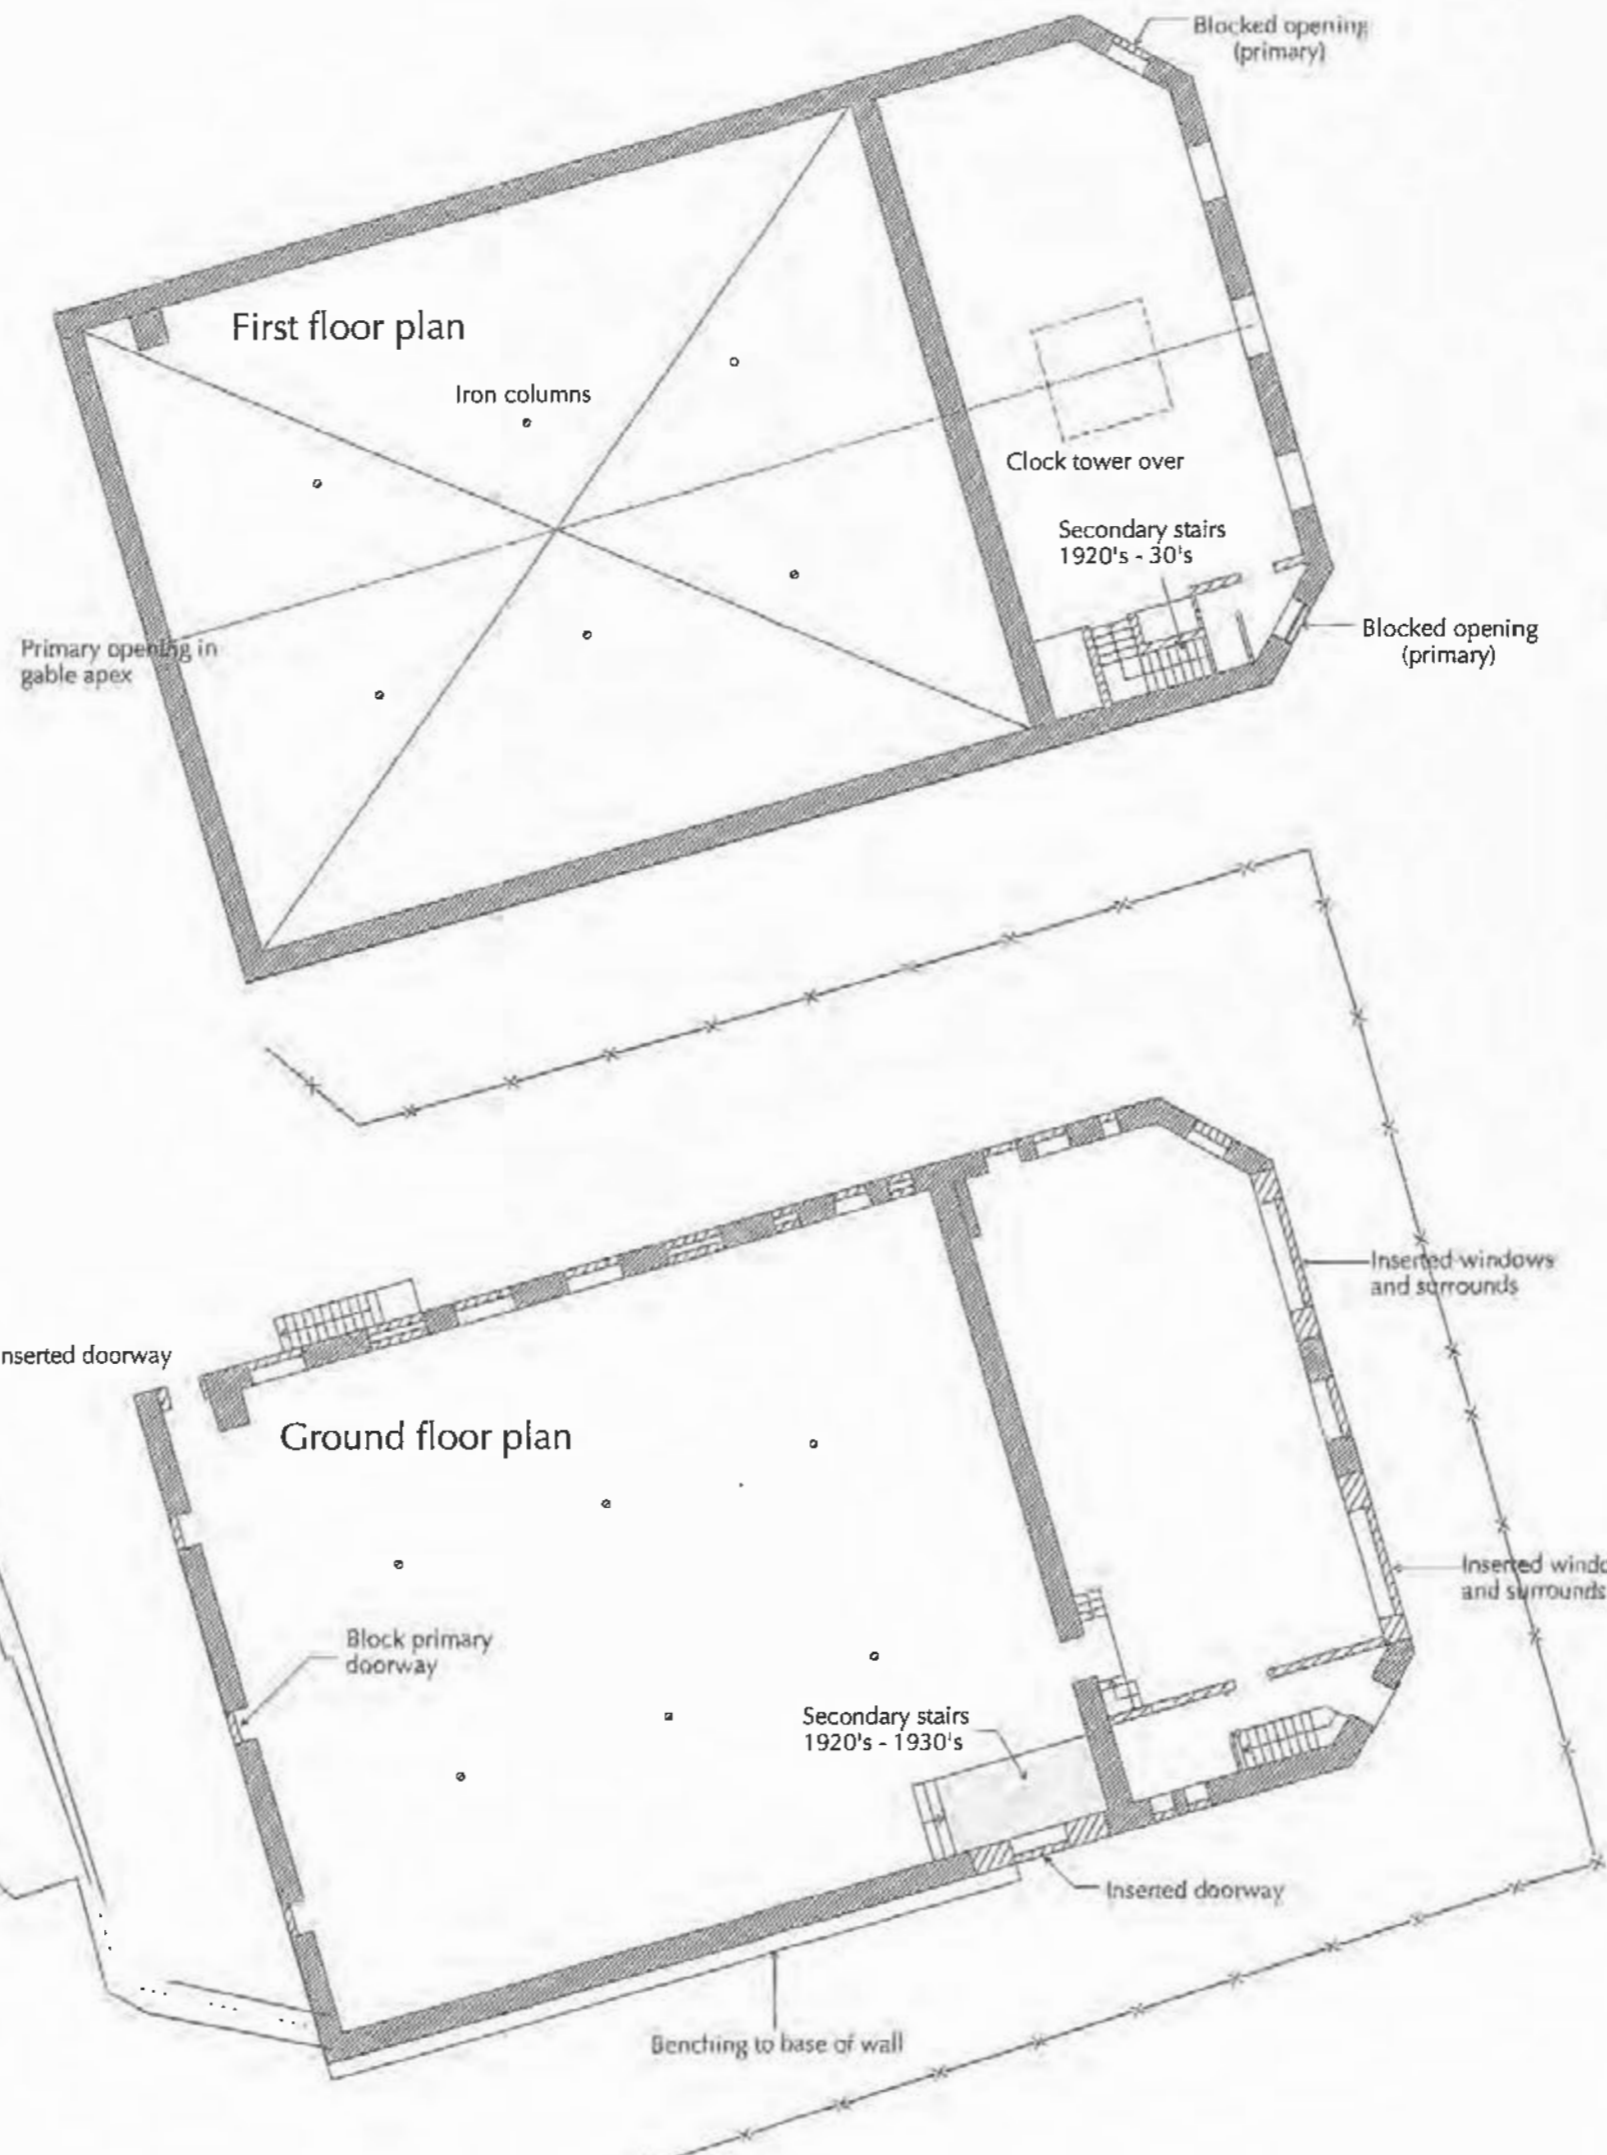 Blocked opening
(primary)
First floor plan
Iron columns
Clock tower over
Secondary stairs
1920's - 30's
Primary opening in
gable apex
Blocked opening
(primary)
Inserted windows
and surrounds
nserted doorway
Ground floor plan
Inserted windo
and surrounds
Block primary
doorway
Secondary stairs
1920's - 1930's
Inserted doorway
Benching to base of wall